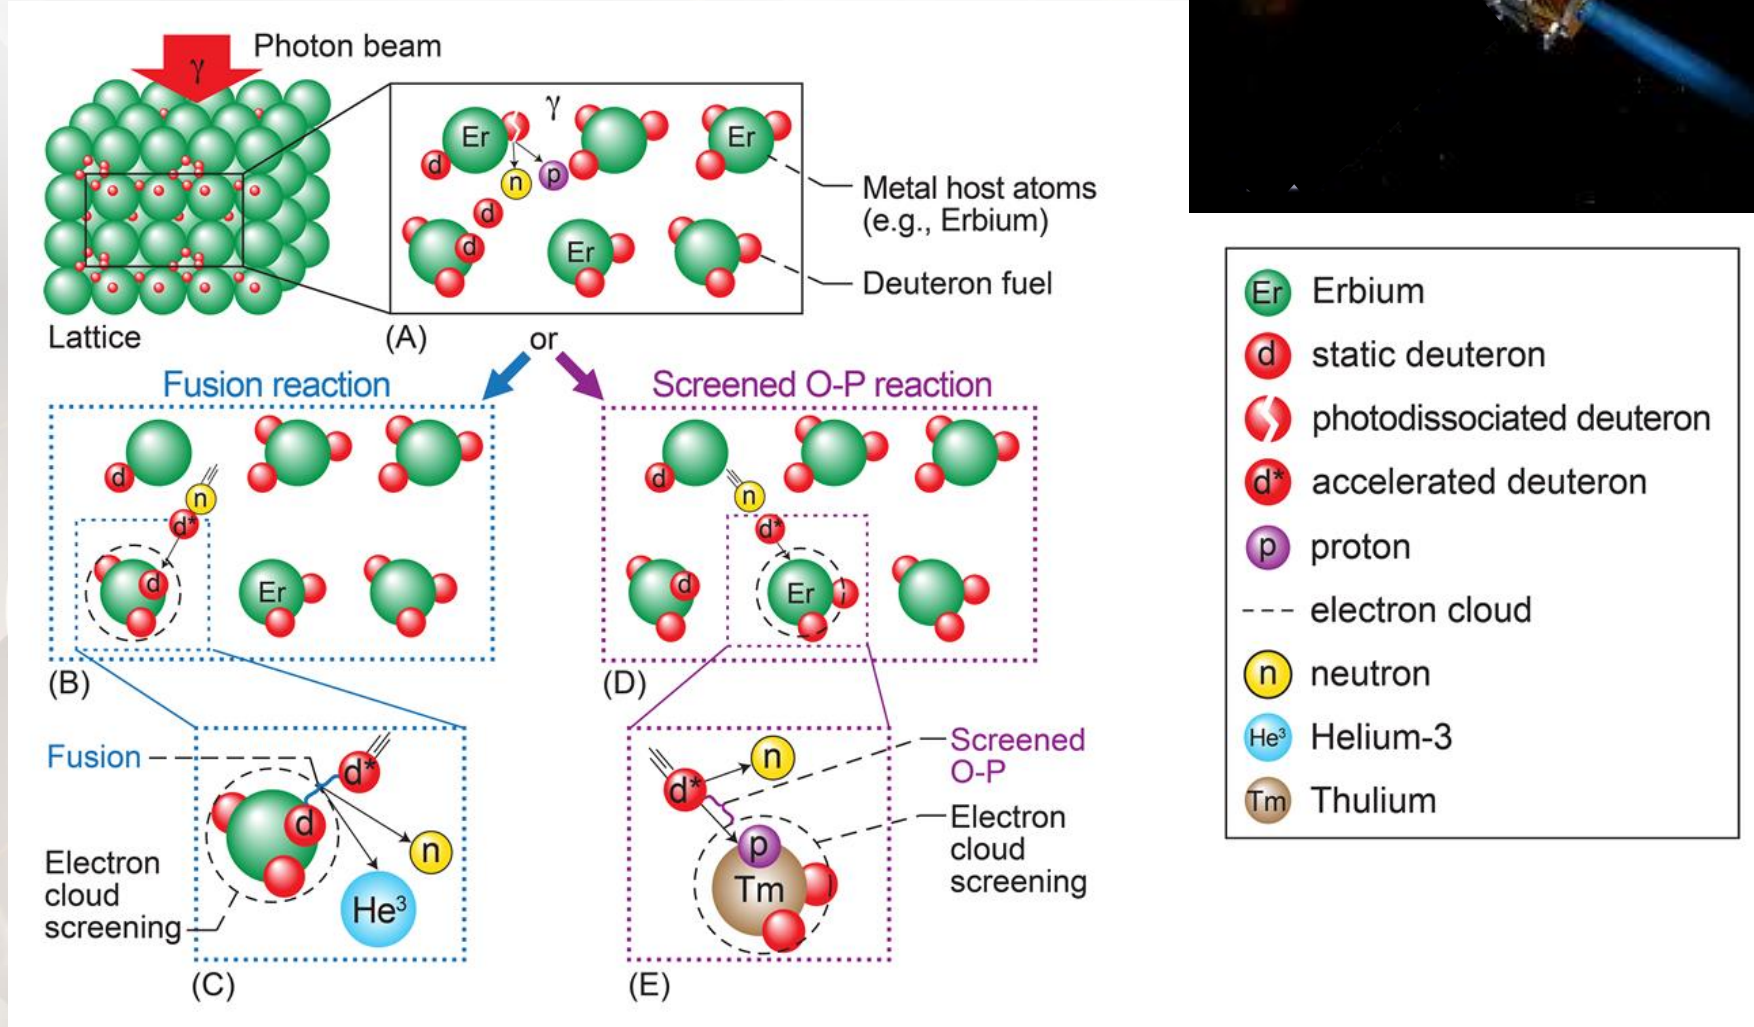 Photon beam
γ
Lattice
γ
Er
d
n
p
d
d
Er
Er
Metal host atoms
(e.g., Erbium)
Deuteron fuel
(A)
or
Fusion reaction
d
n
d*
d
Er
(B)
Fusion
d*
d
n
He³
Electron
cloud
screening
(C)
Screened O-P reaction
d
n
d*
d
Er
(D)
d*
n
p
Tm
Screened
O-P
Electron
cloud
screening
(E)
Er Erbium
d static deuteron
photodissociated deuteron
d* accelerated deuteron
p proton
electron cloud
n neutron
He³ Helium-3
Tm Thulium